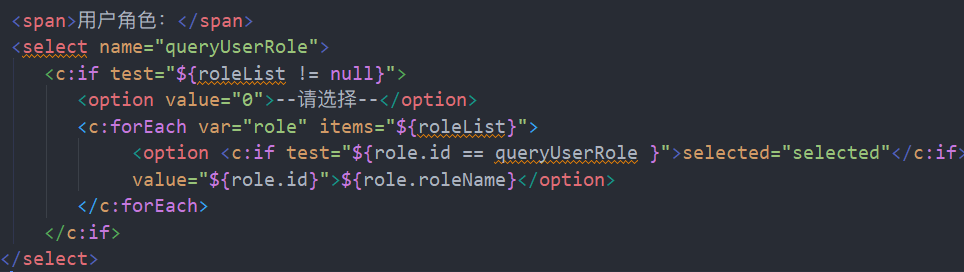 <span>用户角色：</span>
<select name="queryUserRole">
<c:if test="${roleList != null}">
<option value="0">--请选择--</option>
<c:forEach var="role" items="${roleList}">
<option <c:if test="${role.id == queryUserRole }">selected="selected"</c:if>
value="${role.id}">${role.roleName}</option>
</c:forEach>
</c:if>
</select>